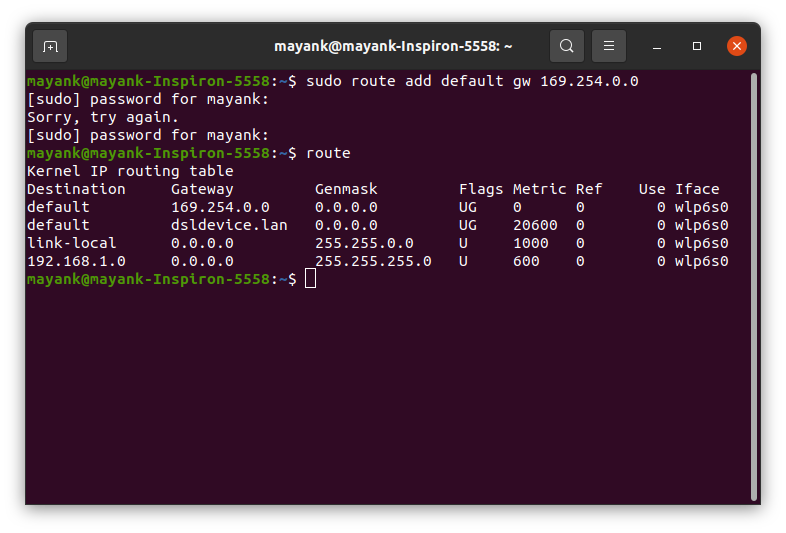 mayank@mayank-Inspiron-5558: ~
mayank@mayank-Inspiron-5558:~$ sudo route add default gw 169.254.0.0
[sudo] password for mayank:
Sorry, try again.
[sudo] password for mayank:
mayank@mayank-Inspiron-5558:~$ route
Kernel IP routing table
Destination     Gateway         Genmask         Flags Metric Ref    Use Iface
default         169.254.0.0     0.0.0.0         UG    0      0        0 wlp6s0
default         dsldevice.lan   0.0.0.0         UG    20600  0        0 wlp6s0
link-local      0.0.0.0         255.255.0.0     U     1000   0        0 wlp6s0
192.168.1.0     0.0.0.0         255.255.255.0   U     600    0        0 wlp6s0
mayank@mayank-Inspiron-5558:~$